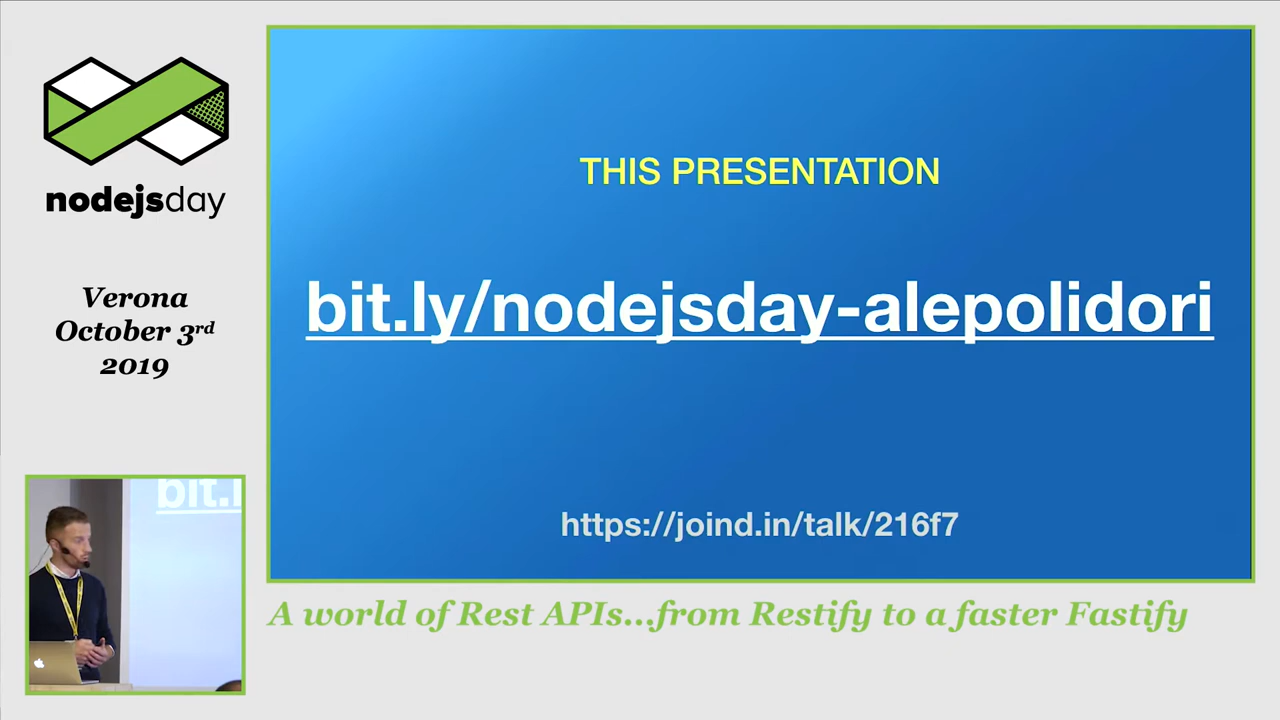 nodejsday
Verona
October 3rd
2019
THIS PRESENTATION
bit.ly/nodejsday-alepolidori
https://joind.in/talk/216f7
bit.l
A world of Rest APIs...from Restify to a faster Fastify